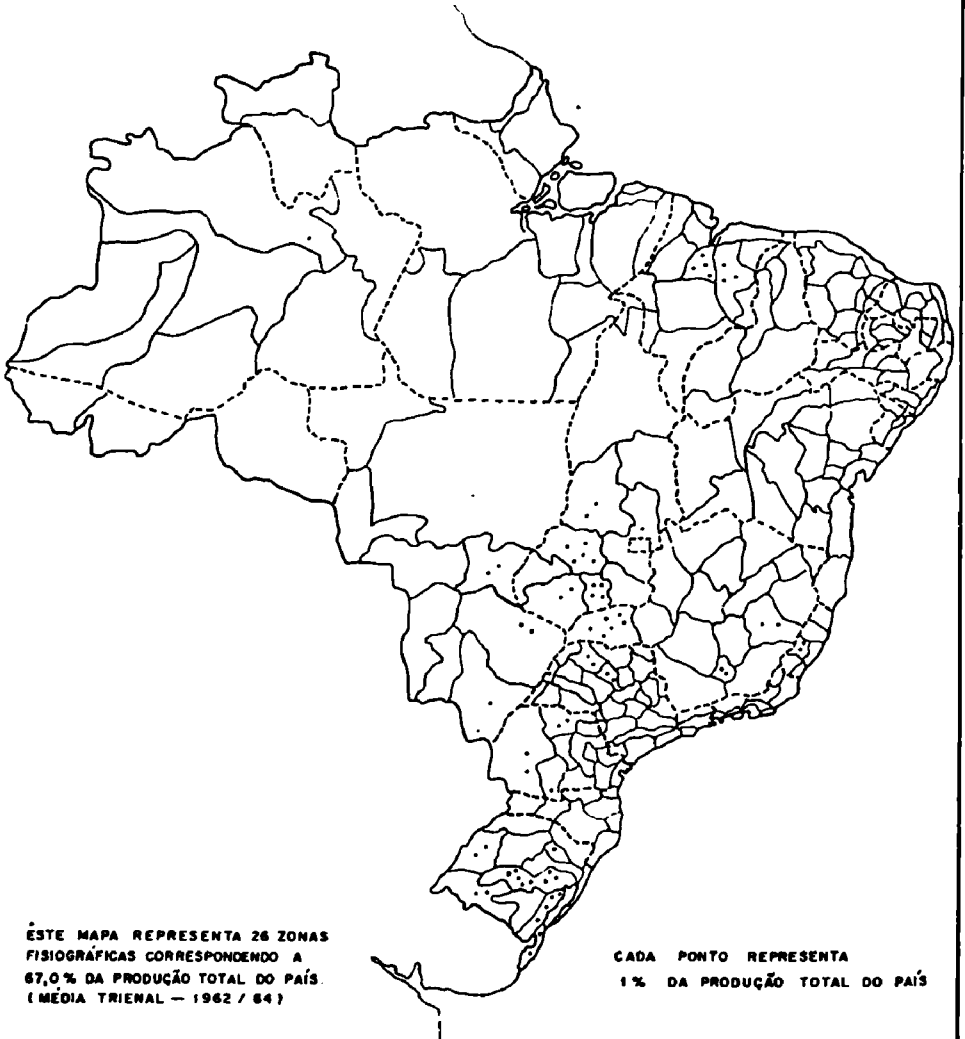 ÊSTE MAPA REPRESENTA 26 ZONAS
FISIOGRÁFICAS CORRESPONDENDO A
67,0% DA PRODUÇÃO TOTAL DO PAÍS.
(MÉDIA TRIENAL — 1962 / 64)
CADA PONTO REPRESENTA
1% DA PRODUÇÃO TOTAL DO PAÍS